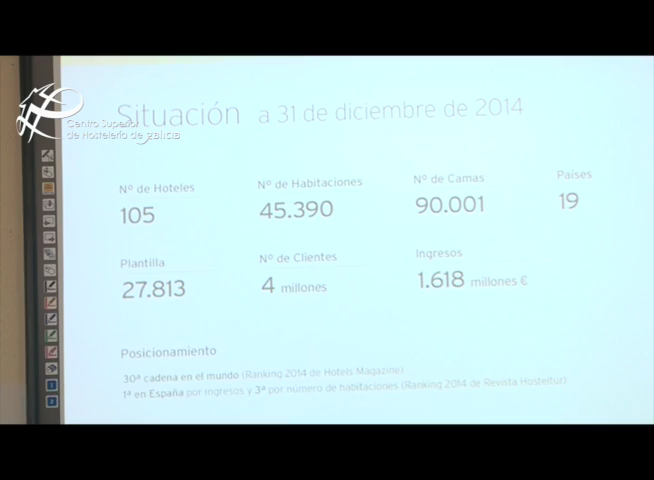 Situación a 31 de diciembre de 2014
Centro Superior
de Hostelería de galicia
Nº de Hoteles
105
Nº de Habitaciones
45.390
Nº de Camas
90.001
Países
19
Plantilla
27.813
Nº de Clientes
4 millones
Ingresos
1.618 millones €
Posicionamiento
30ª cadena en el mundo (Ranking 2014 de Hotels Magazine)
1ª en España por ingresos y 3ª por número de habitaciones (Ranking 2014 de Revista Hosteltur)